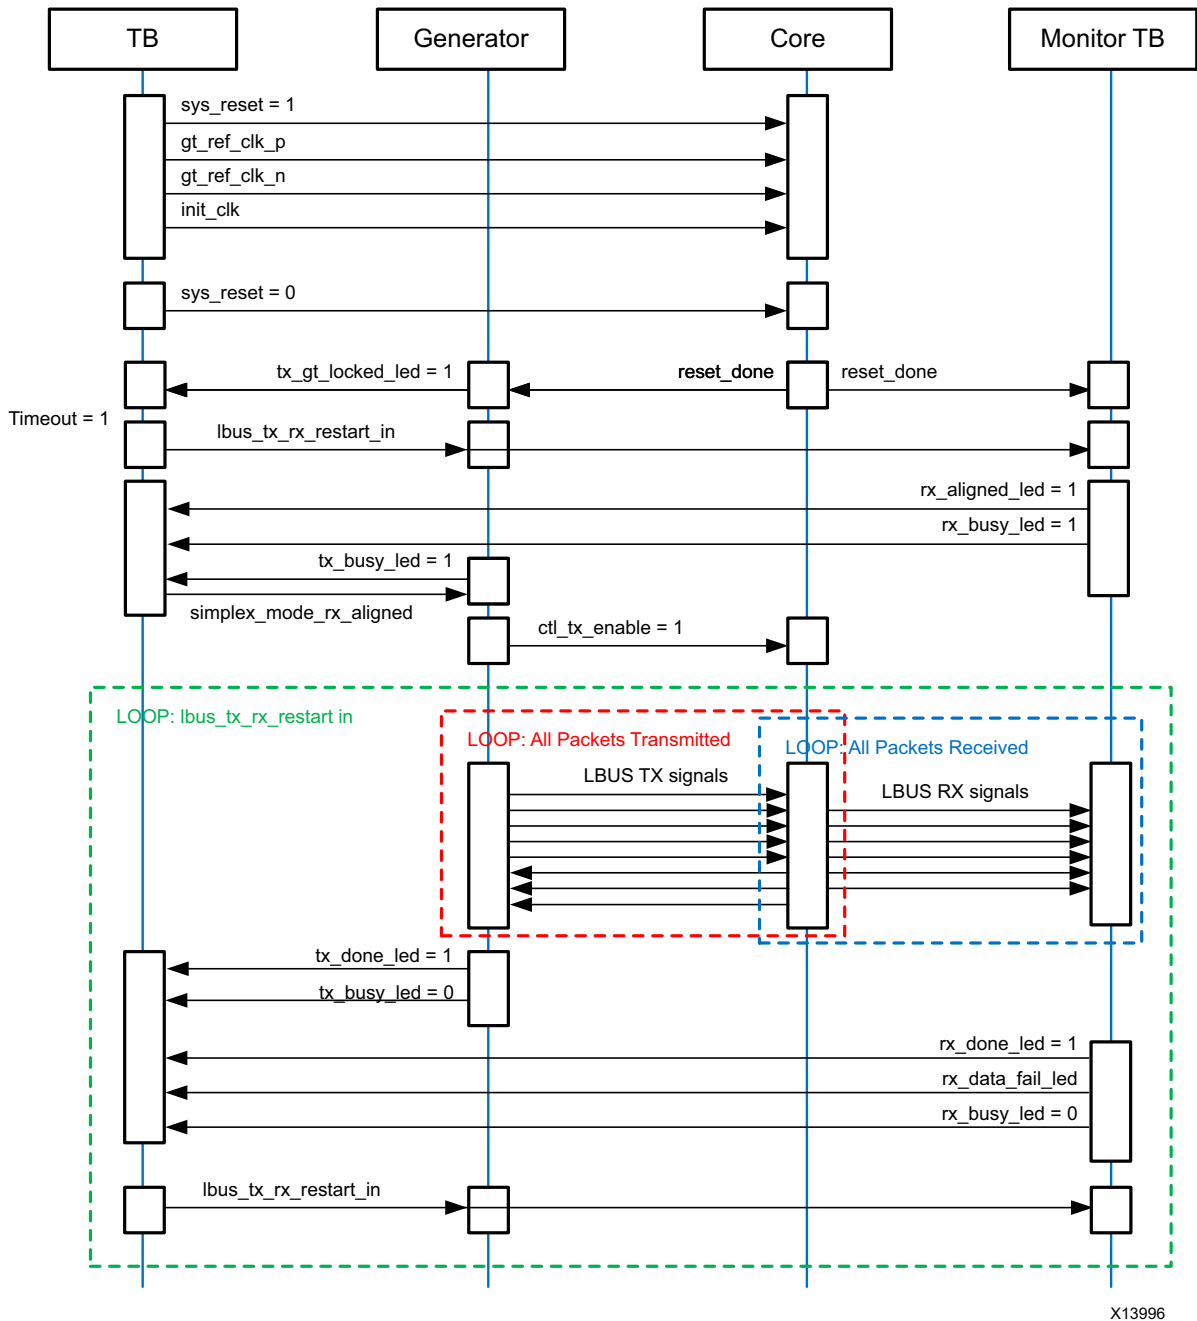 TB
Generator
Core
Monitor TB
sys_reset = 1
gt_ref_clk_p
gt_ref_clk_n
init_clk
sys_reset = 0
tx_gt_locked_led = 1
reset_done
reset_done
Timeout = 1
lbus_tx_rx_restart_in
rx_aligned_led = 1
rx_busy_led = 1
tx_busy_led = 1
simplex_mode_rx_aligned
ctl_tx_enable = 1
LOOP: lbus_tx_rx_restart in
LOOP: All Packets Transmitted
LOOP: All Packets Received
LBUS TX signals
LBUS RX signals
tx_done_led = 1
tx_busy_led = 0
rx_done_led = 1
rx_data_fail_led
rx_busy_led = 0
lbus_tx_rx_restart_in
X13996